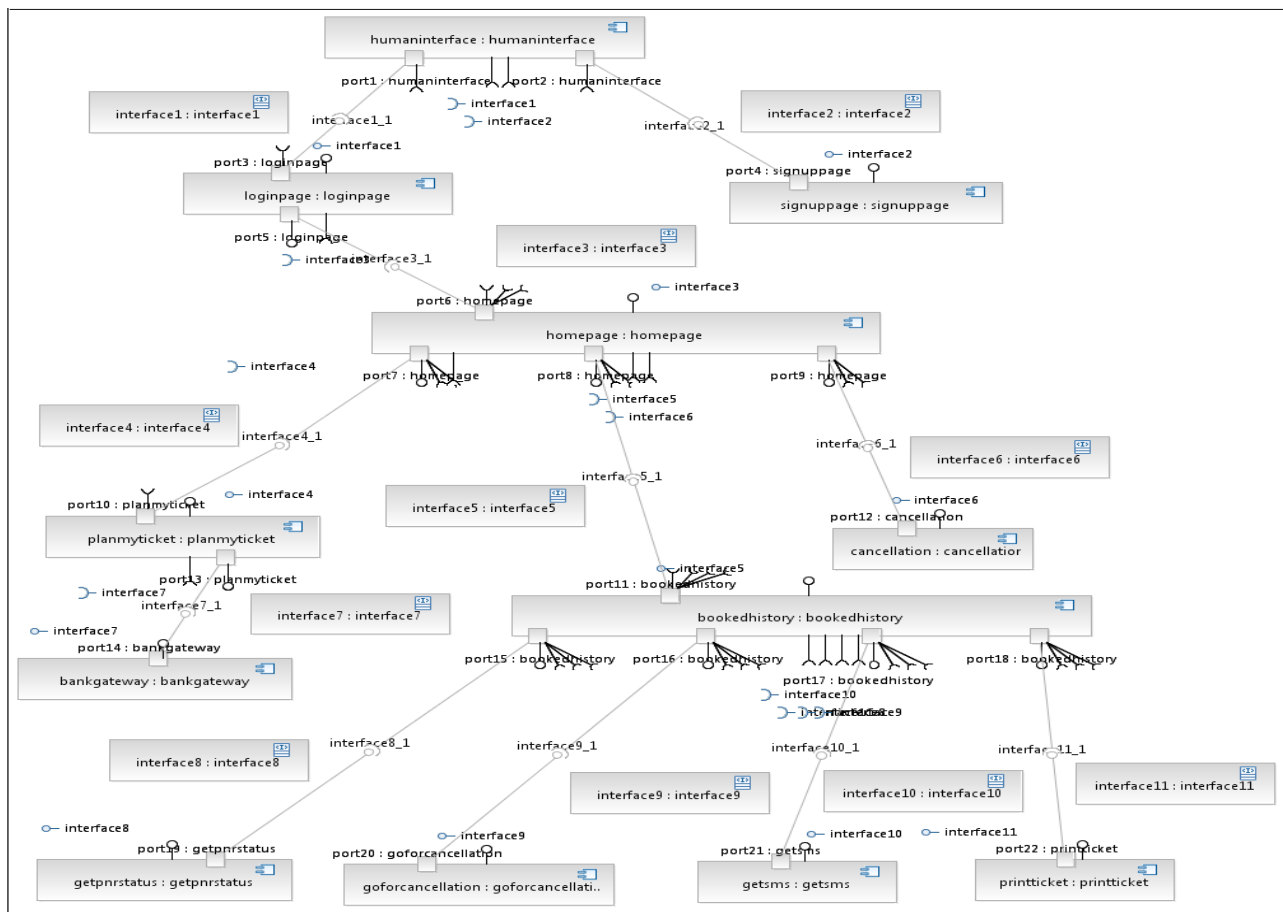 humaninterface : humaninterface
port1 : humaninterface
port2 : humaninterface
interface1
interface2
interface1 : interface1
interface2 : interface2
interface1_1
interface2_1
interface1
interface2
port3 : loginpage
port4 : signuppage
loginpage : loginpage
signuppage : signuppage
port5 : loginpage
interface3 : interface3
interface3
interface3_1
interface3
port6 : homepage
homepage : homepage
interface4
port7 : homepage
port8 : homepage
port9 : homepage
interface5
interface6
interface4 : interface4
interface4_1
interface6_1
interface6 : interface6
interface5_1
interface4
interface5 : interface5
interface6
port10 : planmyticket
port12 : cancellation
planmyticket : planmyticket
cancellation : cancellation
interface5
port13 : planmyticket
port11 : bookedhistory
interface7
interface7_1
interface7 : interface7
bookedhistory : bookedhistory
interface7
port14 : bankgateway
port15 : bookedhistory
port16 : bookedhistory
port18 : bookedhistory
bankgateway : bankgateway
port17 : bookedhistory
interface10
interface8_1
interface9_1
interface10_1
interface11_1
interface8 : interface8
interface9 : interface9
interface10 : interface10
interface11 : interface11
interface8
interface9
interface10
interface11
port19 : getpnrstatus
port20 : goforcancellation
port21 : getsms
port22 : printticket
getpnrstatus : getpnrstatus
goforcancellation : goforcancellati..
getsms : getsms
printticket : printticket